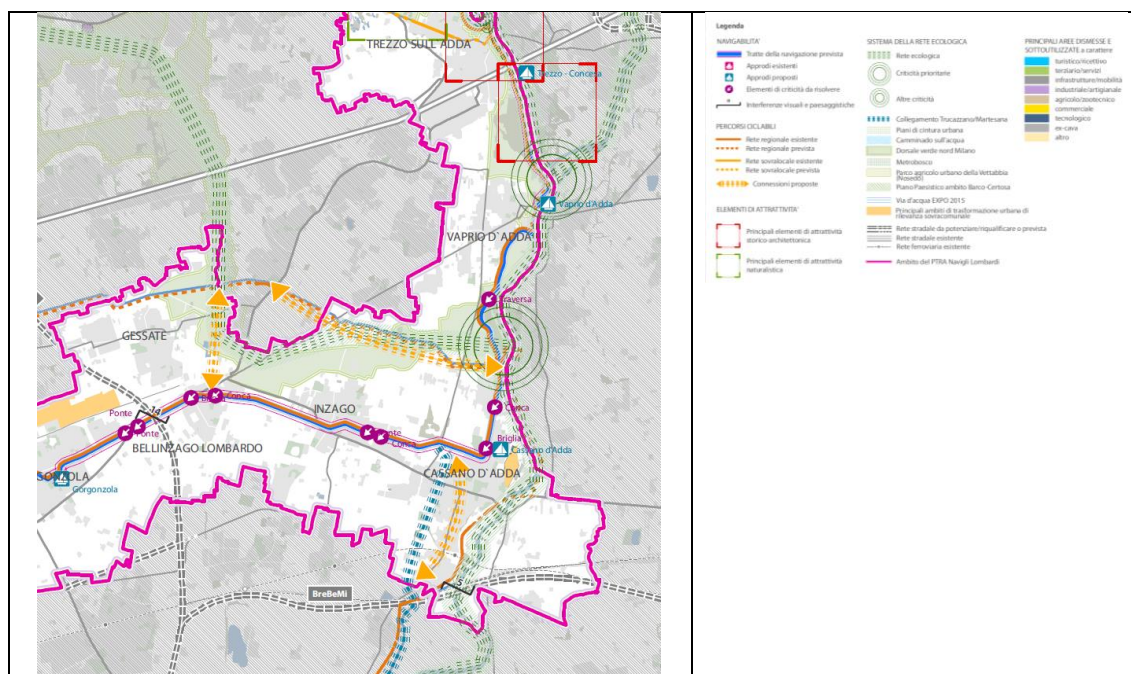 TREZZO SULL'ADDA
Trezzo - Concesa
Vaprio d'Adda
VAPRIO D'ADDA
Traversa
GESSATE
Conca
Ponte
14
Ponte
INZAGO
Conca
Conca
Briglia
Cassano d'Adda
BELLINZAGO LOMBARDO
CASSANO D'ADDA
Gorgonzola
BreBeMi
Legenda
NAVIGABILITA'
Tratte della navigazione prevista
Approdi esistenti
Approdi proposti
Elementi di criticità da risolvere
Interferenze visuali e paesaggistiche
PERCORSI CICLABILI
Rete regionale esistente
Rete regionale prevista
Rete sovralocale esistente
Rete sovralocale prevista
Connessioni proposte
ELEMENTI DI ATTRATTIVITA'
Principali elementi di attrattività
storico-architettonica
Principali elementi di attrattività
naturalistica
SISTEMA DELLA RETE ECOLOGICA
Rete ecologica
Criticità prioritarie
Altre criticità
Collegamento Trucazzano/Martesana
Piani di cintura urbana
Camminado sull'acqua
Dorsale verde nord Milano
Metrobosco
Parco agricolo urbano della Vettabbia
(Nosedo)
Piano Paesistico ambito Barco-Certosa
Via d'acqua EXPO 2015
Principali ambiti di trasformazione urbana di
rilevanza sovracomunale
Rete stradale da potenziare/riqualificare o prevista
Rete stradale esistente
Rete ferroviaria esistente
Ambito del PTRA Navigli Lombardi
PRINCIPALI AREE DISMESSE E
SOTTOUTILIZZATE a carattere
turistico/ricettivo
terziario/servizi
infrastrutture/mobilità
industriale/artigianale
agricolo/zootecnico
commerciale
tecnologico
ex-cava
altro